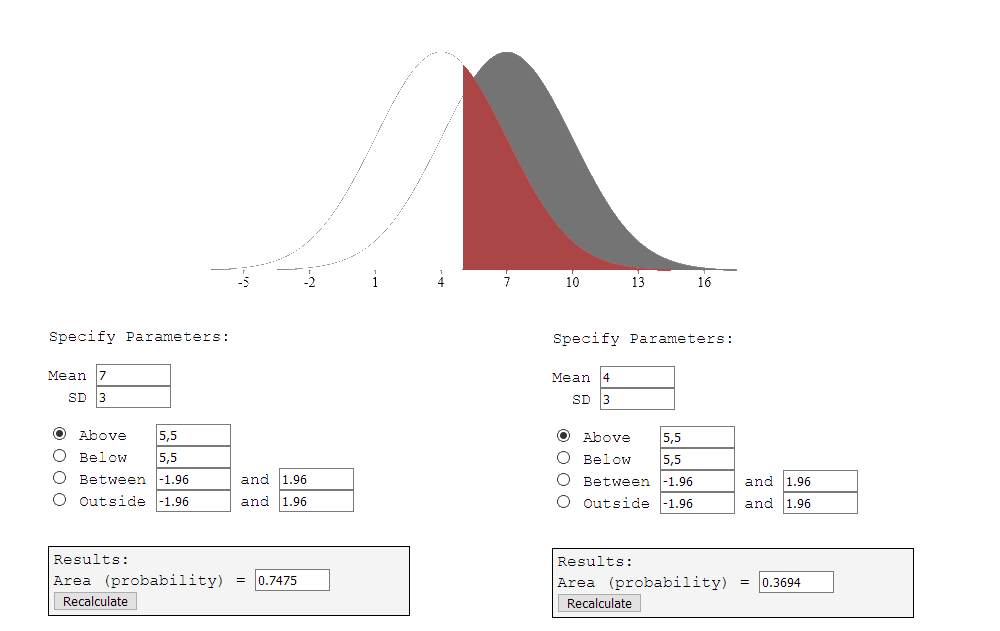 -5 -2 1 4 7 10 13 16
Specify Parameters:
Mean 7
SD 3
Above 5,5
Below 5,5
Between -1.96 and 1.96
Outside -1.96 and 1.96
Results:
Area (probability) = 0.7475
Recalculate
Specify Parameters:
Mean 4
SD 3
Above 5,5
Below 5,5
Between -1.96 and 1.96
Outside -1.96 and 1.96
Results:
Area (probability) = 0.3694
Recalculate